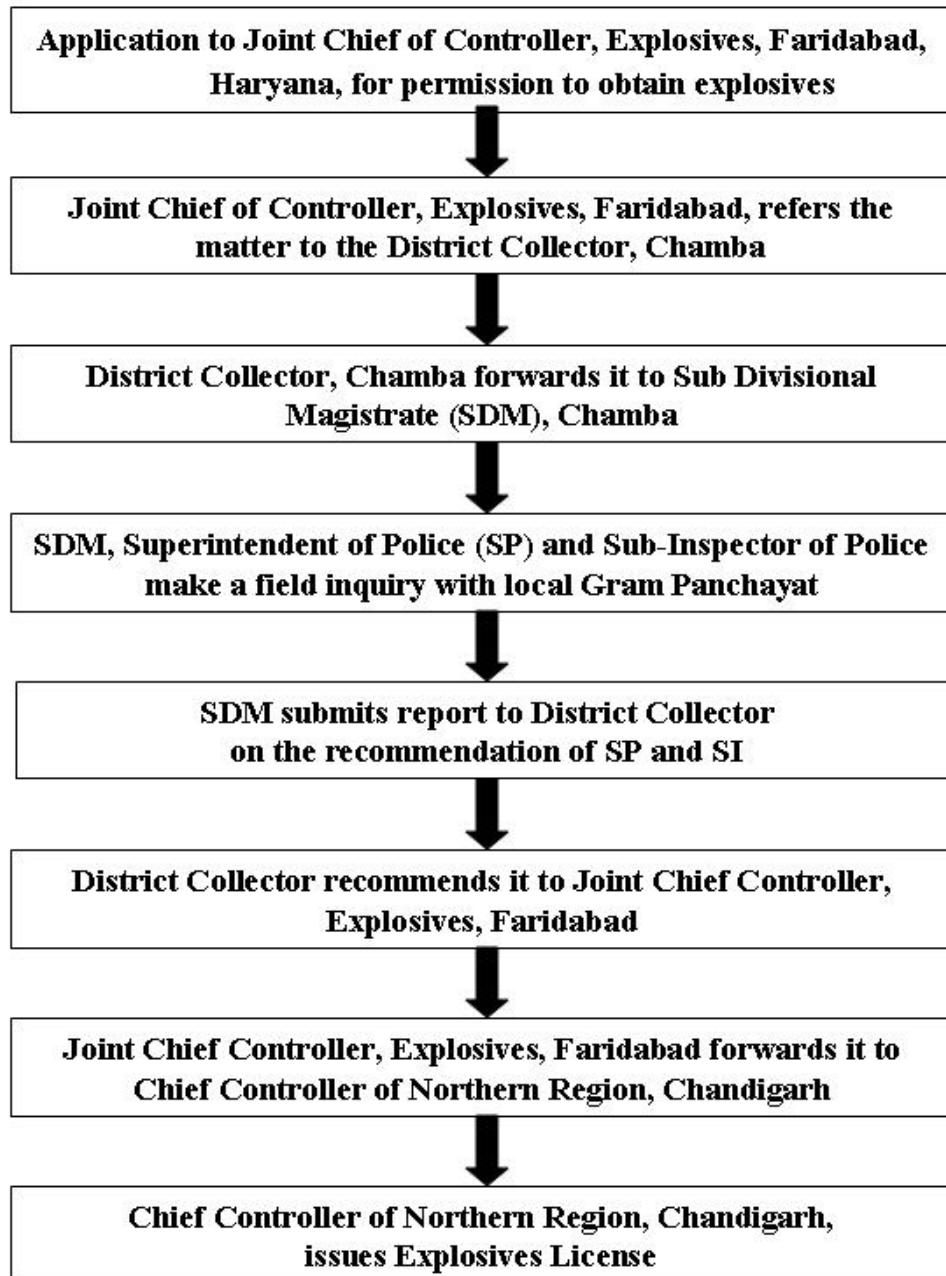 Application to Joint Chief of Controller, Explosives, Faridabad,
Haryana, for permission to obtain explosives
Joint Chief of Controller, Explosives, Faridabad, refers the
matter to the District Collector, Chamba
District Collector, Chamba forwards it to Sub Divisional
Magistrate (SDM), Chamba
SDM, Superintendent of Police (SP) and Sub-Inspector of Police
make a field inquiry with local Gram Panchayat
SDM submits report to District Collector
on the recommendation of SP and SI
District Collector recommends it to Joint Chief Controller,
Explosives, Faridabad
Joint Chief Controller, Explosives, Faridabad forwards it to
Chief Controller of Northern Region, Chandigarh
Chief Controller of Northern Region, Chandigarh,
issues Explosives License